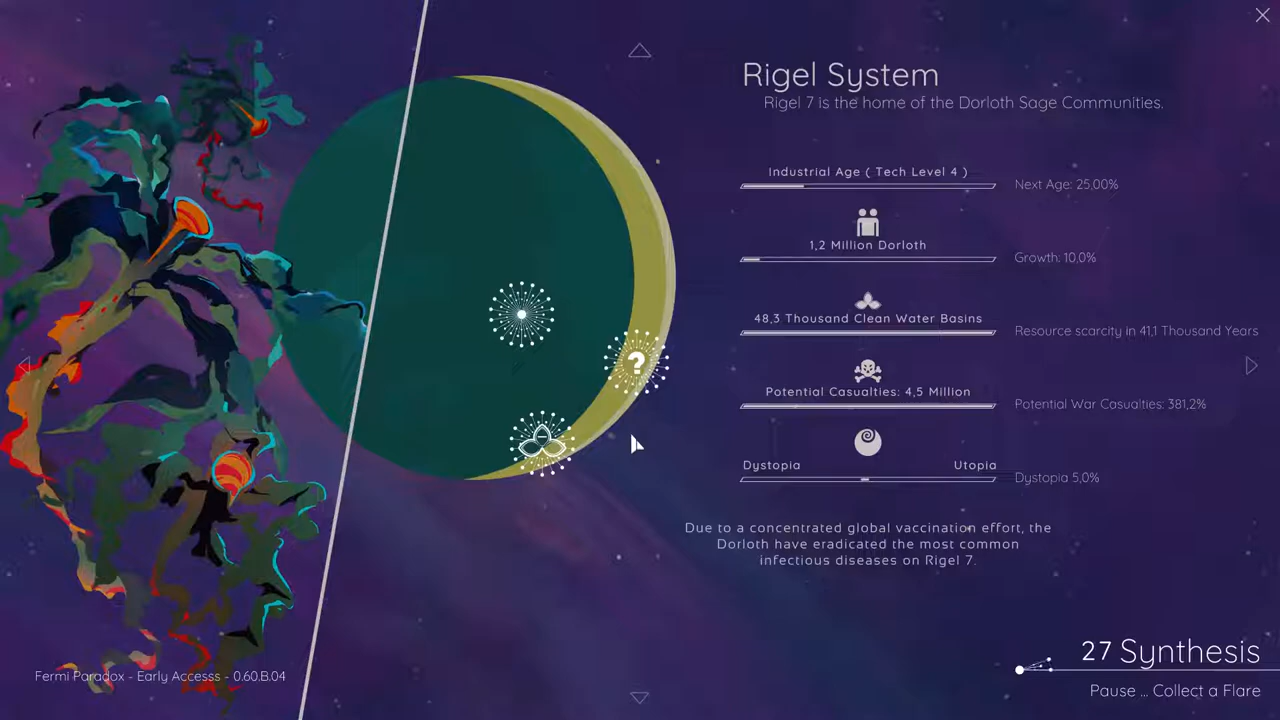 Rigel System
Rigel 7 is the home of the Dorloth Sage Communities.
Industrial Age ( Tech Level 4 )
Next Age: 25,00%
1,2 Million Dorloth
Growth: 10,0%
48,3 Thousand Clean Water Basins
Resource scarcity in 41,1 Thousand Years
Potential Casualties: 4,5 Million
Potential War Casualties: 381,2%
Dystopia
Utopia
Dystopia 5,0%
Due to a concentrated global vaccination effort, the
Dorloth have eradicated the most common
infectious diseases on Rigel 7.
?
27 Synthesis
Pause ... Collect a Flare
Fermi Paradox - Early Accesss - 0.60.B.04